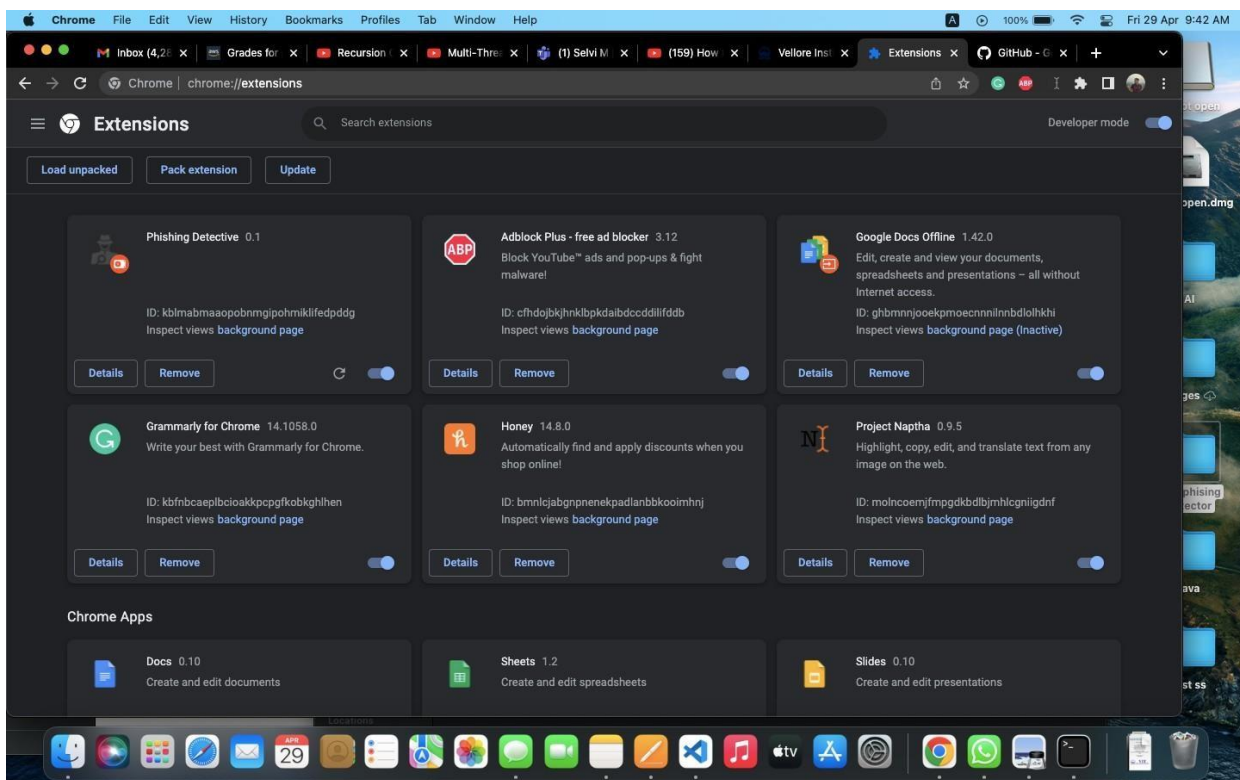 Chrome File Edit View History Bookmarks Profiles Tab Window Help A 100% Fri 29 Apr 9:42 AM
Inbox (4,28 Grades for Recursion Multi-Threa (1) Selvi M (159) How Vellore Inst Extensions GitHub - G
Chrome chrome://extensions ABP
Extensions Search extensions Developer mode
Load unpacked Pack extension Update
open.dmg
Phishing Detective 0.1
ABP
Adblock Plus - free ad blocker 3.12
Block YouTube™ ads and pop-ups & fight
malware!
Google Docs Offline 1.42.0
Edit, create and view your documents,
spreadsheets and presentations – all without
Internet access.
AI
ID: kblmabmaaopobnmgipohmiklifedpddg
Inspect views background page
ID: cfhdojbkjhnklbpkdaibdccddilifddb
Inspect views background page
ID: ghbmnnjooekpmoecnnnilnnbdlolhkhi
Inspect views background page (Inactive)
Details Remove Details Remove Details Remove
ges
Grammarly for Chrome 14.1058.0
Write your best with Grammarly for Chrome.
Honey 14.8.0
Automatically find and apply discounts when you
shop online!
Project Naptha 0.9.5
Highlight, copy, edit, and translate text from any
image on the web.
phising
ector
ID: kbfnbcaeplbcioakkpcpgfkobkghlhen
Inspect views background page
ID: bmnlcjabgnpnenekpadlanbbkooimhnj
Inspect views background page
ID: molncoemjfmpgdkbdlbjmhlcgniigdnf
Inspect views background page
Details Remove Details Remove Details Remove
ava
Chrome Apps
Docs 0.10
Create and edit documents
Sheets 1.2
Create and edit spreadsheets
Slides 0.10
Create and edit presentations
st ss
Locations
APR
29
tv